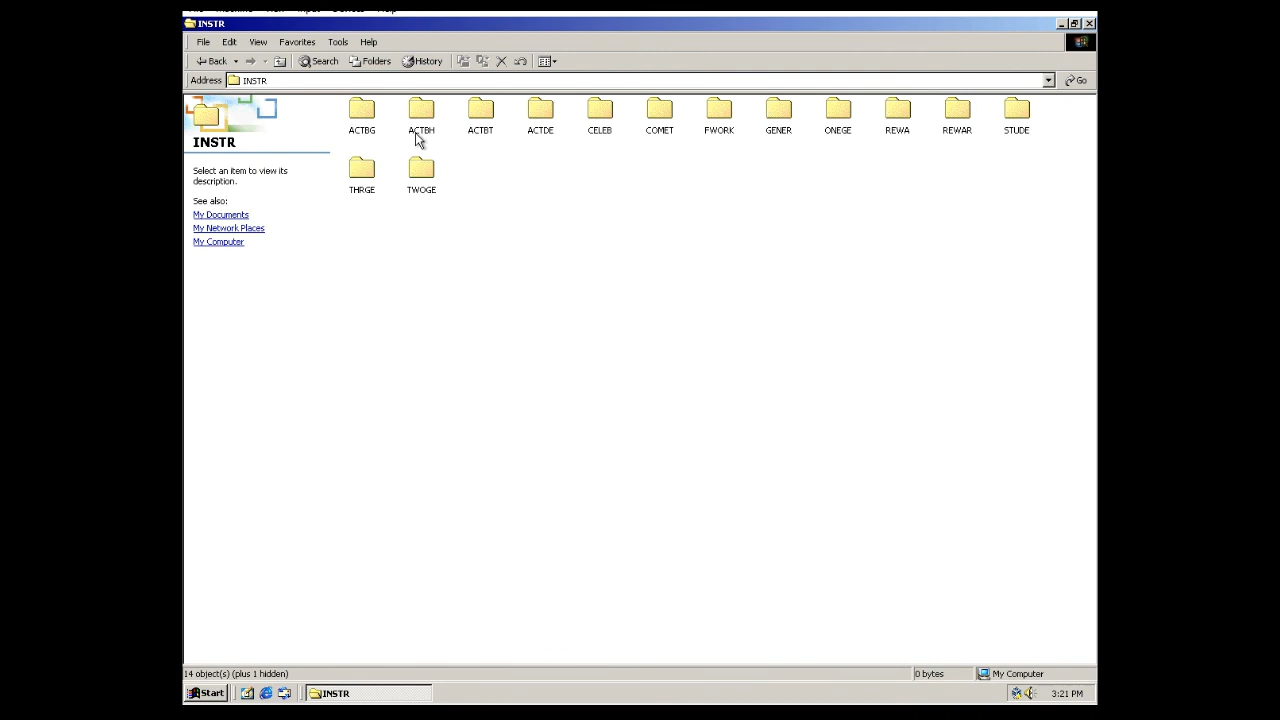 INSTR
File Edit View Favorites Tools Help
Back Search Folders History
Address INSTR Go
ACTBG ACTBH ACTBT ACTDE CELEB COMET FWORK GENER ONEGE REWA REWAR STUDE
THRGE TWOGE
INSTR
Select an item to view its
description.
See also:
My Documents
My Network Places
My Computer
14 object(s) (plus 1 hidden) 0 bytes My Computer
Start INSTR 3:21 PM